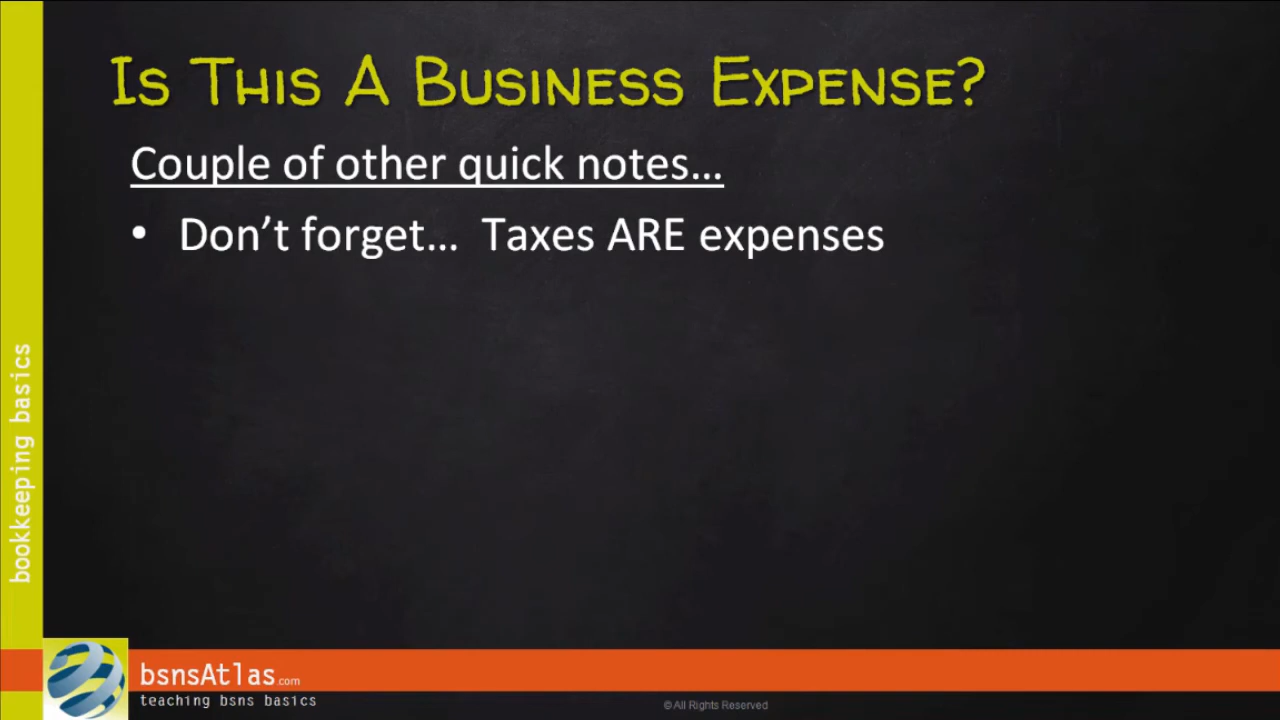 Is This A Business Expense?
Couple of other quick notes…
• Don't forget… Taxes ARE expenses
bookkeeping basics
bsnsAtlas.com
teaching bsns basics
© All Rights Reserved